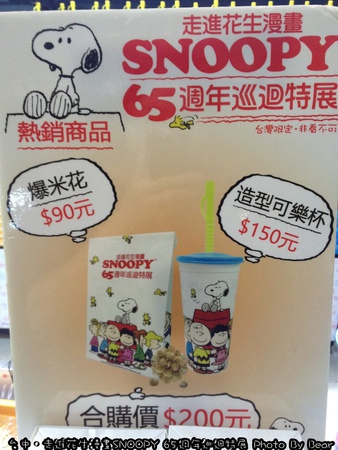 走進花生漫畫
SNOOPY
65週年巡迴特展
台灣限定·非看不可
熱銷商品
爆米花
$90元
造型可樂杯
$150元
走進花生漫畫
SNOOPY
65週年巡迴特展
合購價$200元
台中·走進花生漫畫SNOOPY 65週年巡迴特展 Photo By Dear